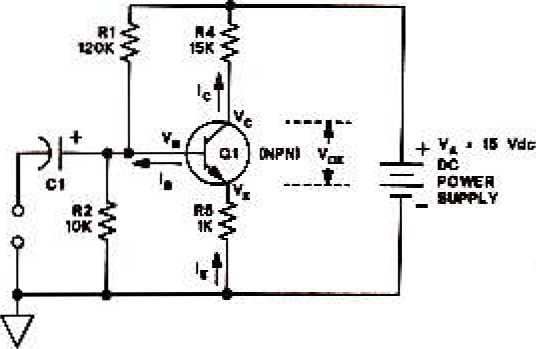 R1
120K
R4
15K
I C
V C
V B
Q1
(NPN)
V CE
+ V A = 15 Vdc
DC
POWER
SUPPLY
−
+
C1
I B
V E
R2
10K
R5
1K
I E